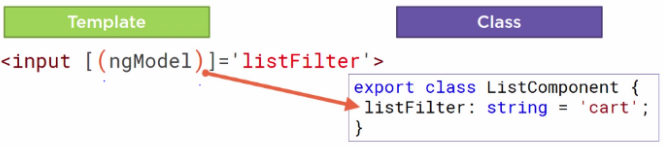 Template
Class
<input [(ngModel)]='listFilter'>
export class ListComponent {
listFilter: string = 'cart';
}